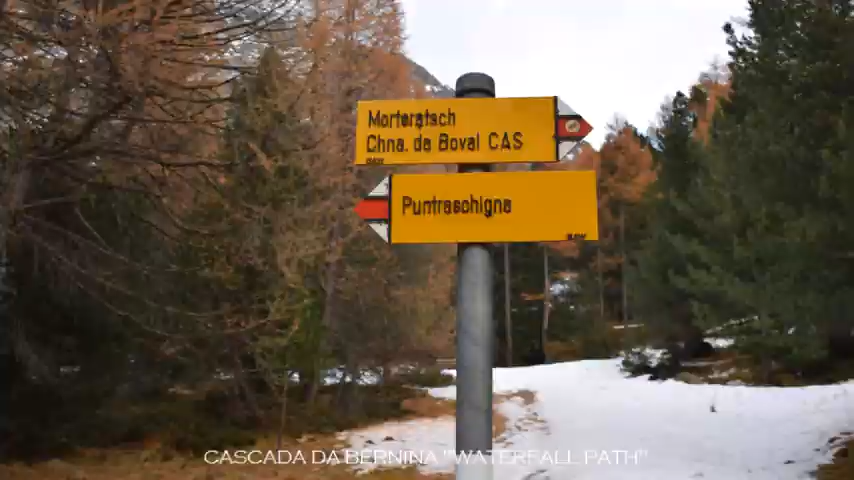 Morteratsch
Chna. da Boval CAS
Puntraschigna
CASCADA DA BERNINA "WATERFALL PATH"